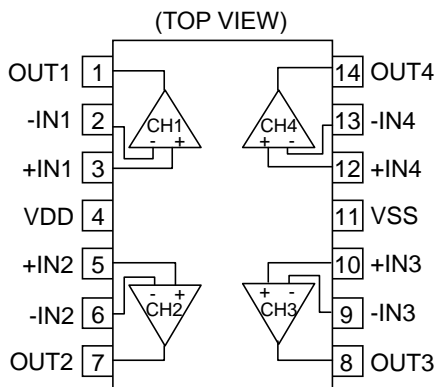 (TOP VIEW)
OUT1 1 14 OUT4
-IN1 2 CH1 CH4 13 -IN4
- + + -
+IN1 3 12 +IN4
VDD 4 11 VSS
+IN2 5 10 +IN3
- + + -
-IN2 6 CH2 CH3 9 -IN3
OUT2 7 8 OUT3